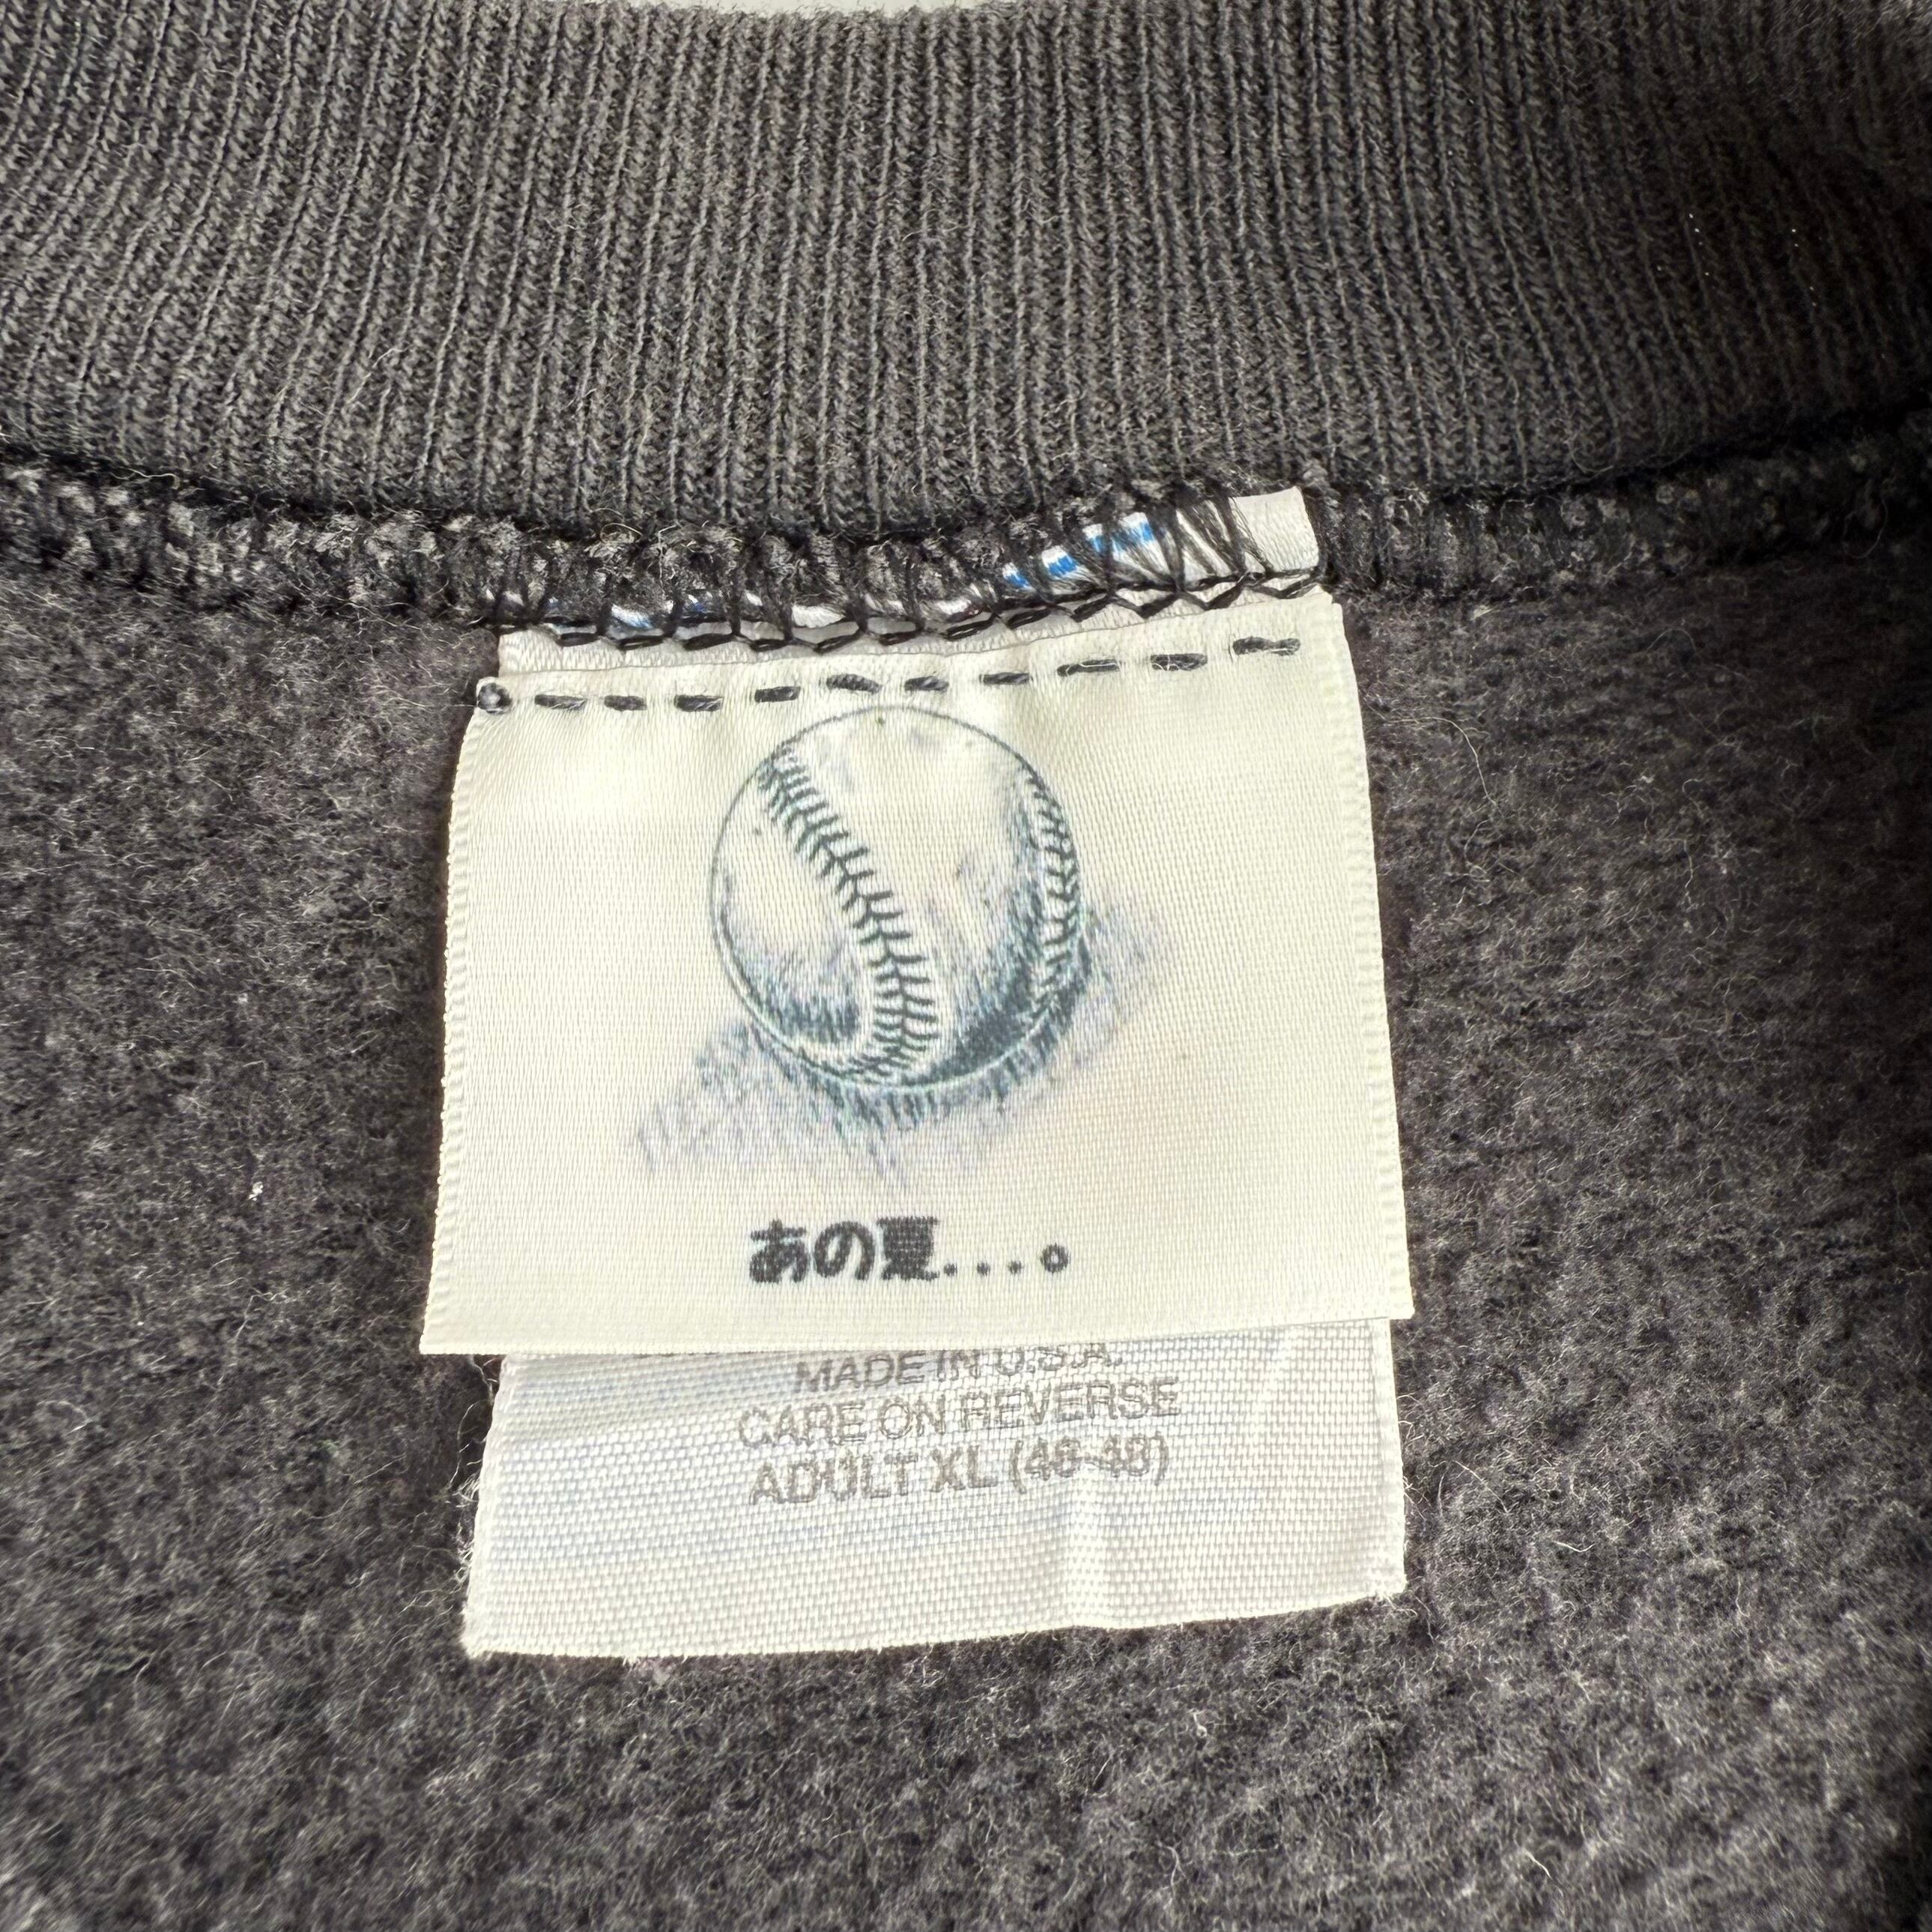 あの夏...。
MADE IN U.S.A.
CARE ON REVERSE
ADULT XL (46-48)